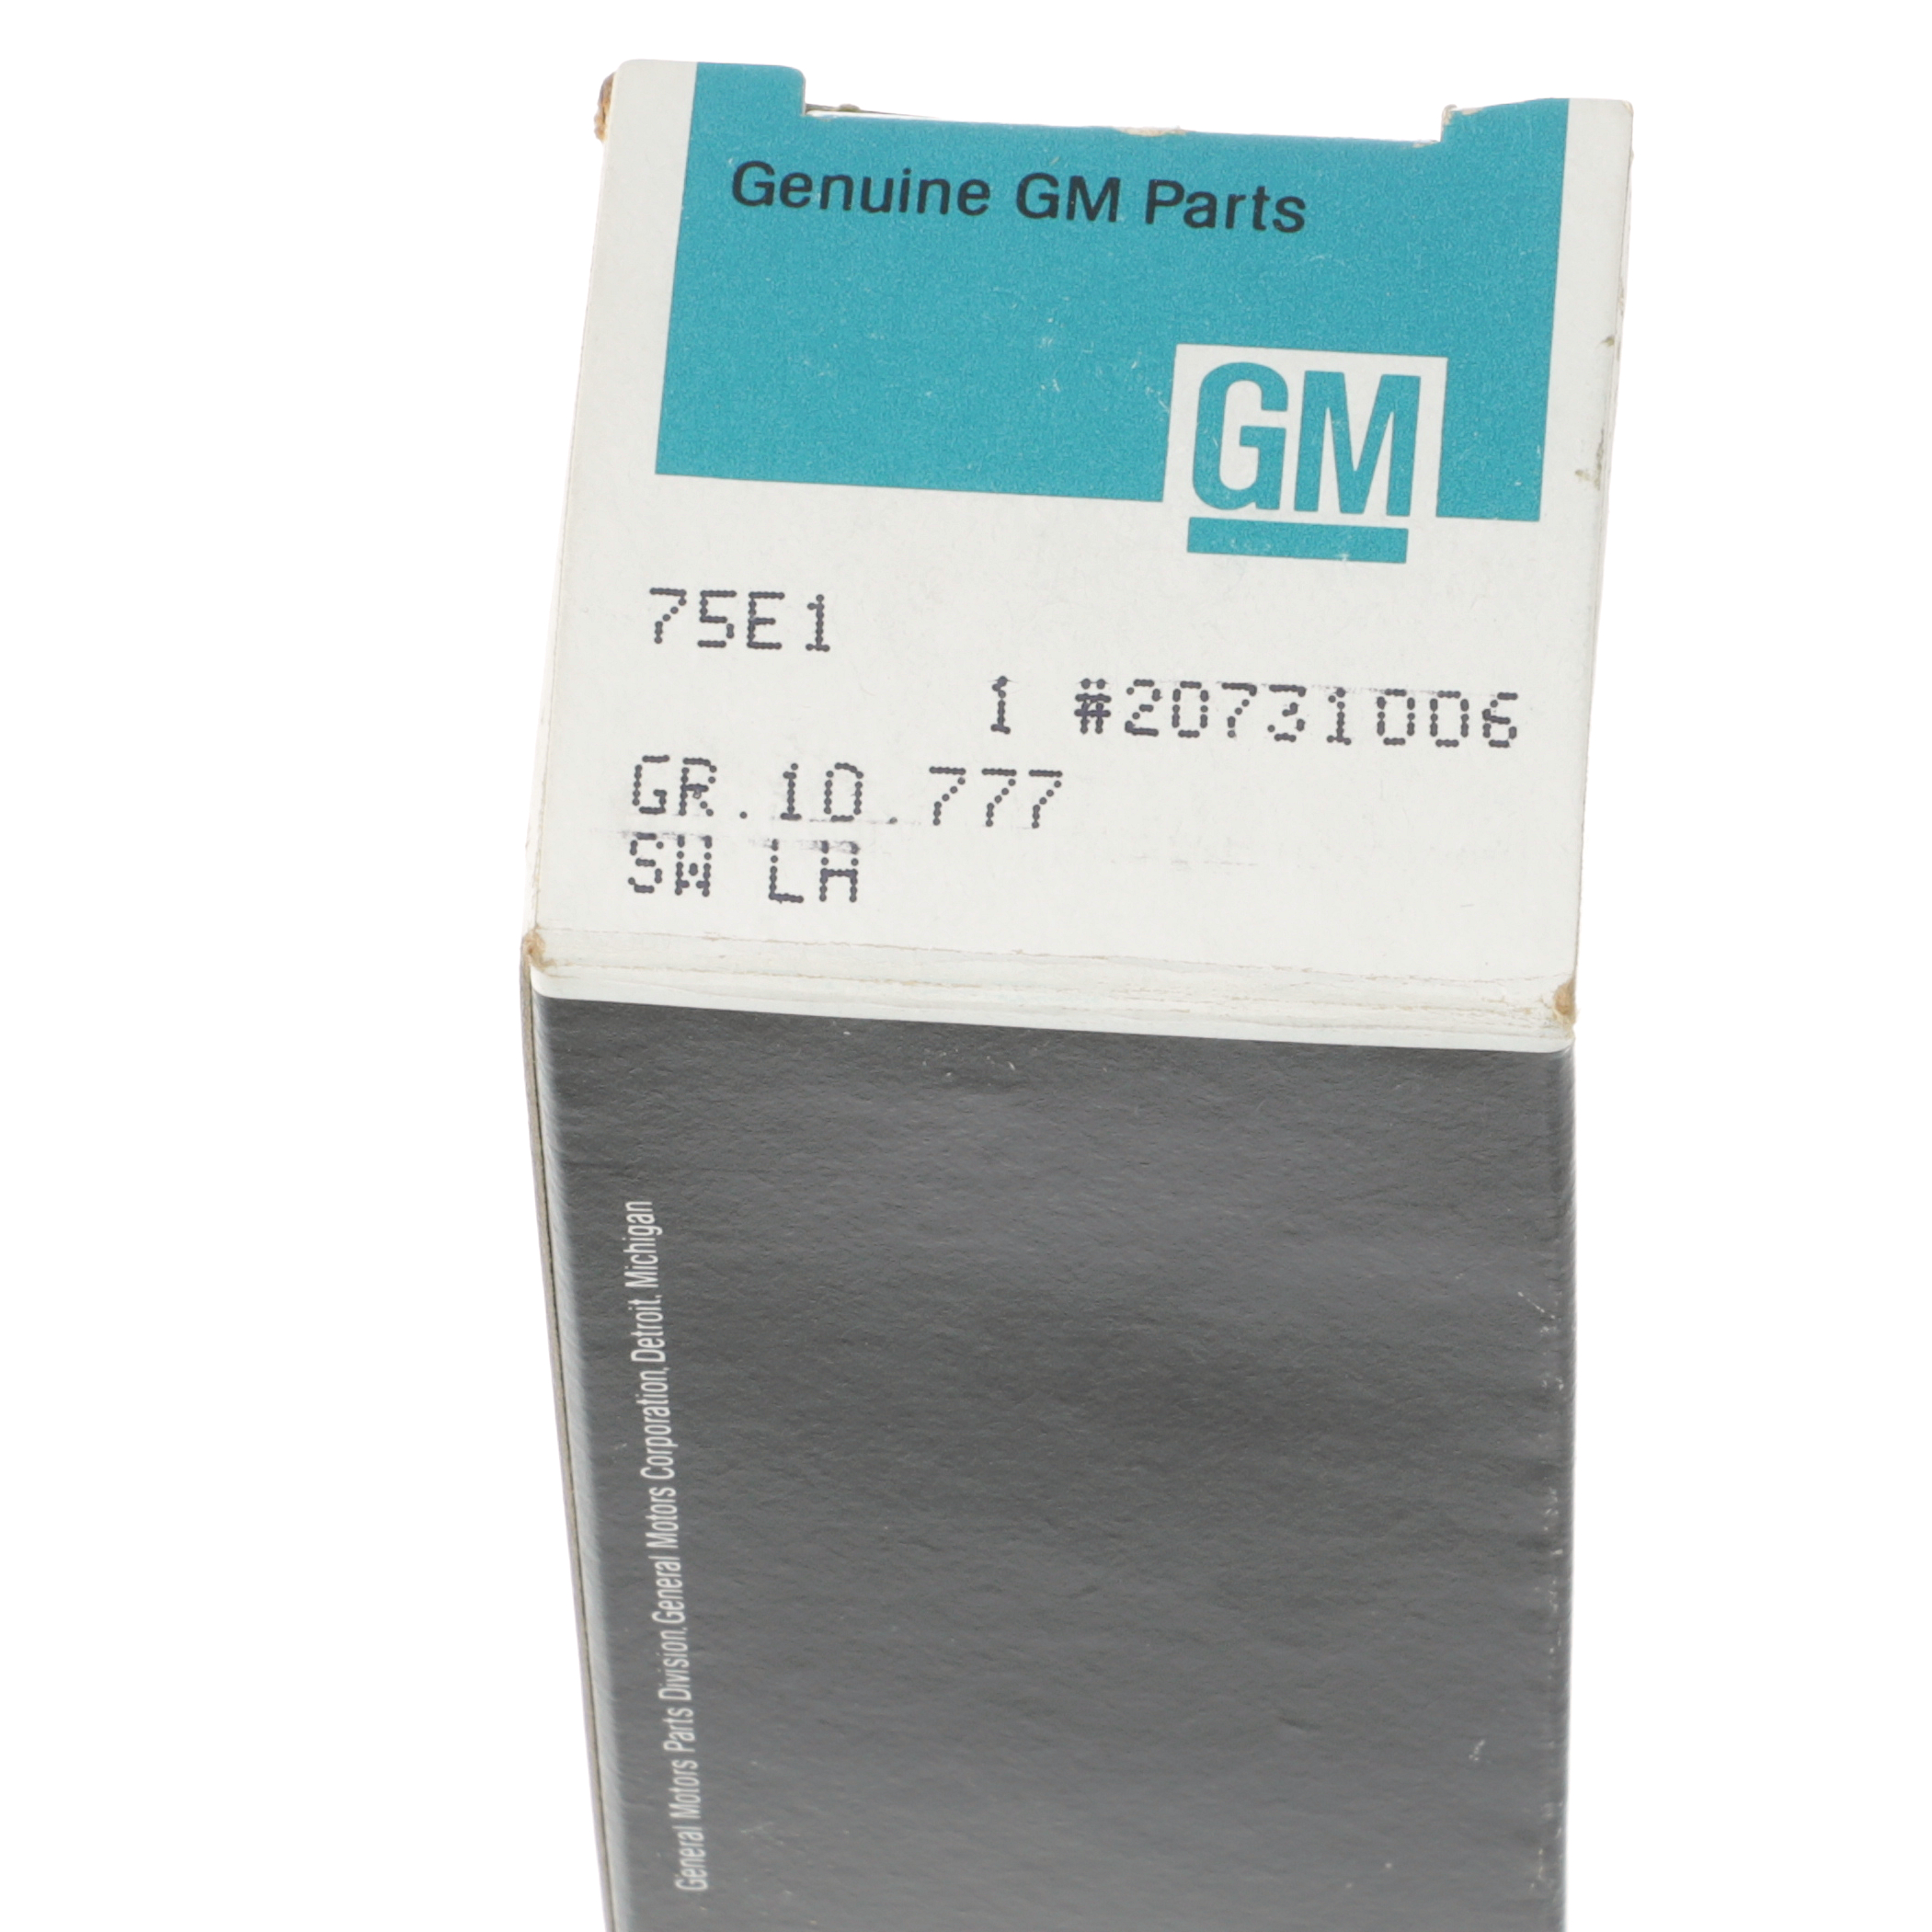 Genuine GM Parts
GM
75E1
1 #20731006
GR.10.777
SW LH
General Motors Parts Division, General Motors Corporation, Detroit, Michigan